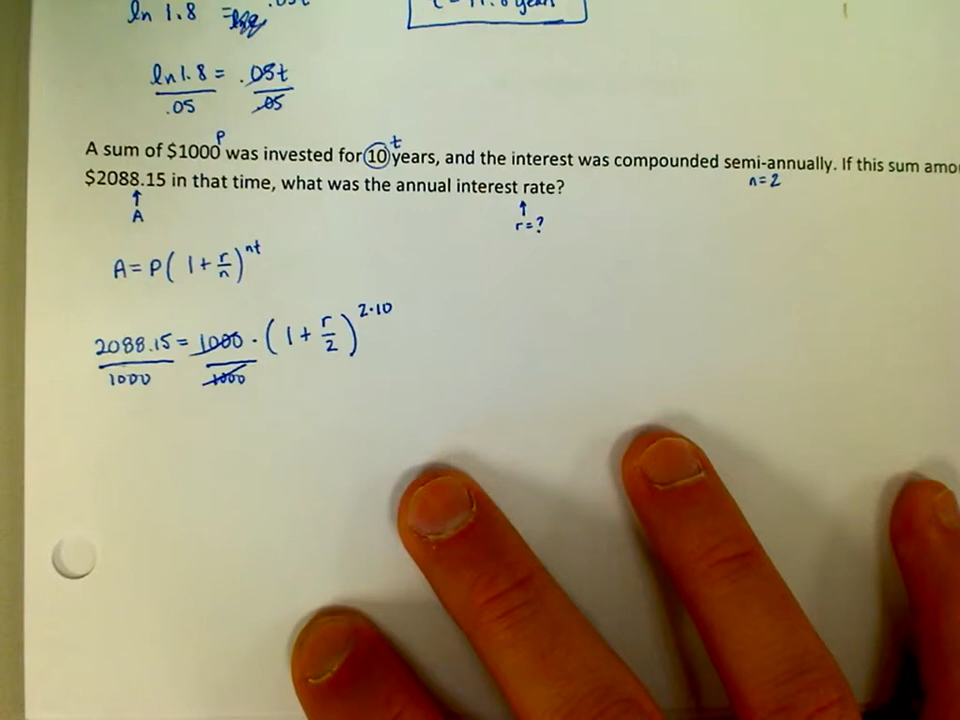 ln 1.8 =
ln 1.8 = .05t
.05 .05
P t
A sum of $1000 was invested for 10 years, and the interest was compounded semi-annually. If this sum amo
$2088.15 in that time, what was the annual interest rate?
n=2
↑ ↑
A r=?
A = P(1 + r/n)^nt
2088.15 = 1000 · (1 + r/2)^2·10
1000 1000